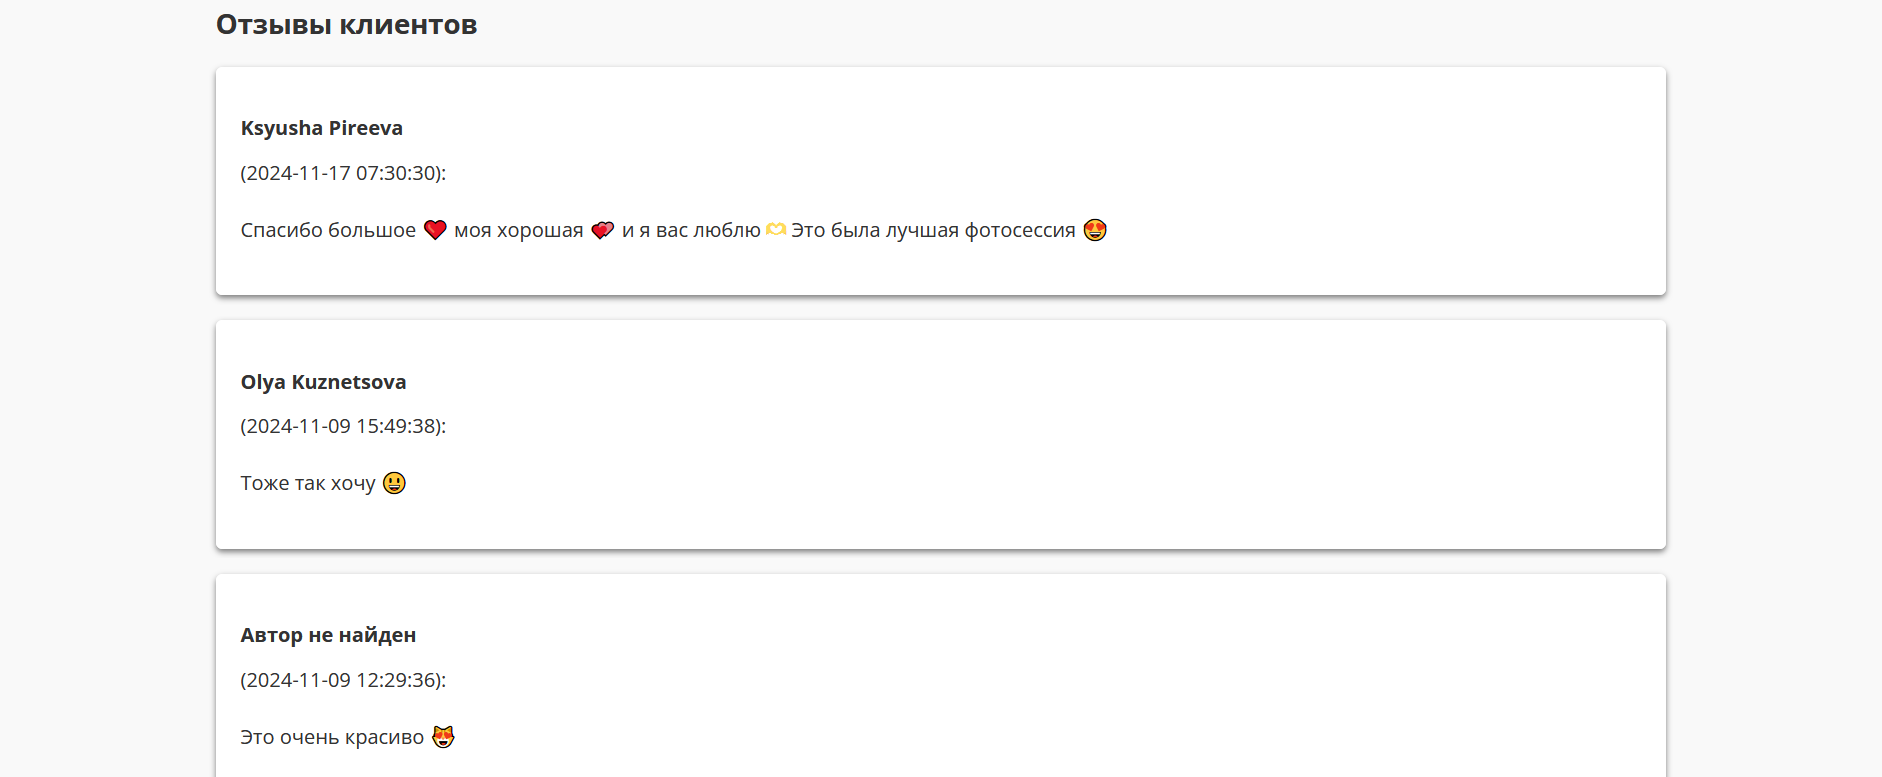 Отзывы клиентов
Ksyusha Pireeva
(2024-11-17 07:30:30):
Спасибо большое ❤️ моя хорошая 💞 и я вас люблю 🫶 Это была лучшая фотосессия 😍
Olya Kuznetsova
(2024-11-09 15:49:38):
Тоже так хочу 😃
Автор не найден
(2024-11-09 12:29:36):
Это очень красиво 😻